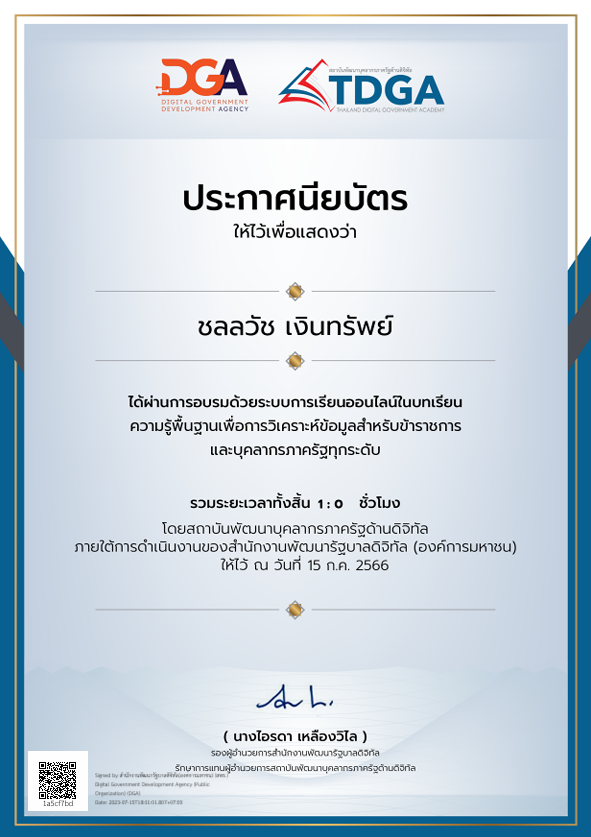 DGA
DIGITAL GOVERNMENT
DEVELOPMENT AGENCY
สถาบันพัฒนาบุคลากรภาครัฐด้านดิจิทัล
TDGA
THAILAND DIGITAL GOVERNMENT ACADEMY
ประกาศนียบัตร
ให้ไว้เพื่อแสดงว่า
ชลลวัช เงินทรัพย์
ได้ผ่านการอบรมด้วยระบบการเรียนออนไลน์ในบทเรียน
ความรู้พื้นฐานเพื่อการวิเคราะห์ข้อมูลสำหรับข้าราชการ
และบุคลากรภาครัฐทุกระดับ
รวมระยะเวลาทั้งสิ้น 1:0 ชั่วโมง
โดยสถาบันพัฒนาบุคลากรภาครัฐด้านดิจิทัล
ภายใต้การดำเนินงานของสำนักงานพัฒนารัฐบาลดิจิทัล (องค์การมหาชน)
ให้ไว้ ณ วันที่ 15 ก.ค. 2566
( นางไอรดา เหลืองวิไล )
รองผู้อำนวยการสำนักงานพัฒนารัฐบาลดิจิทัล
รักษาการแทนผู้อำนวยการสถาบันพัฒนาบุคลากรภาครัฐด้านดิจิทัล
Signed by สำนักงานพัฒนารัฐบาลดิจิทัล(องค์การมหาชน) (สพร.)
Digital Government Development Agency (Public
Organization) (DGA)
Date: 2023-07-15T18:01:01.807+07:00
1a5cf7bd